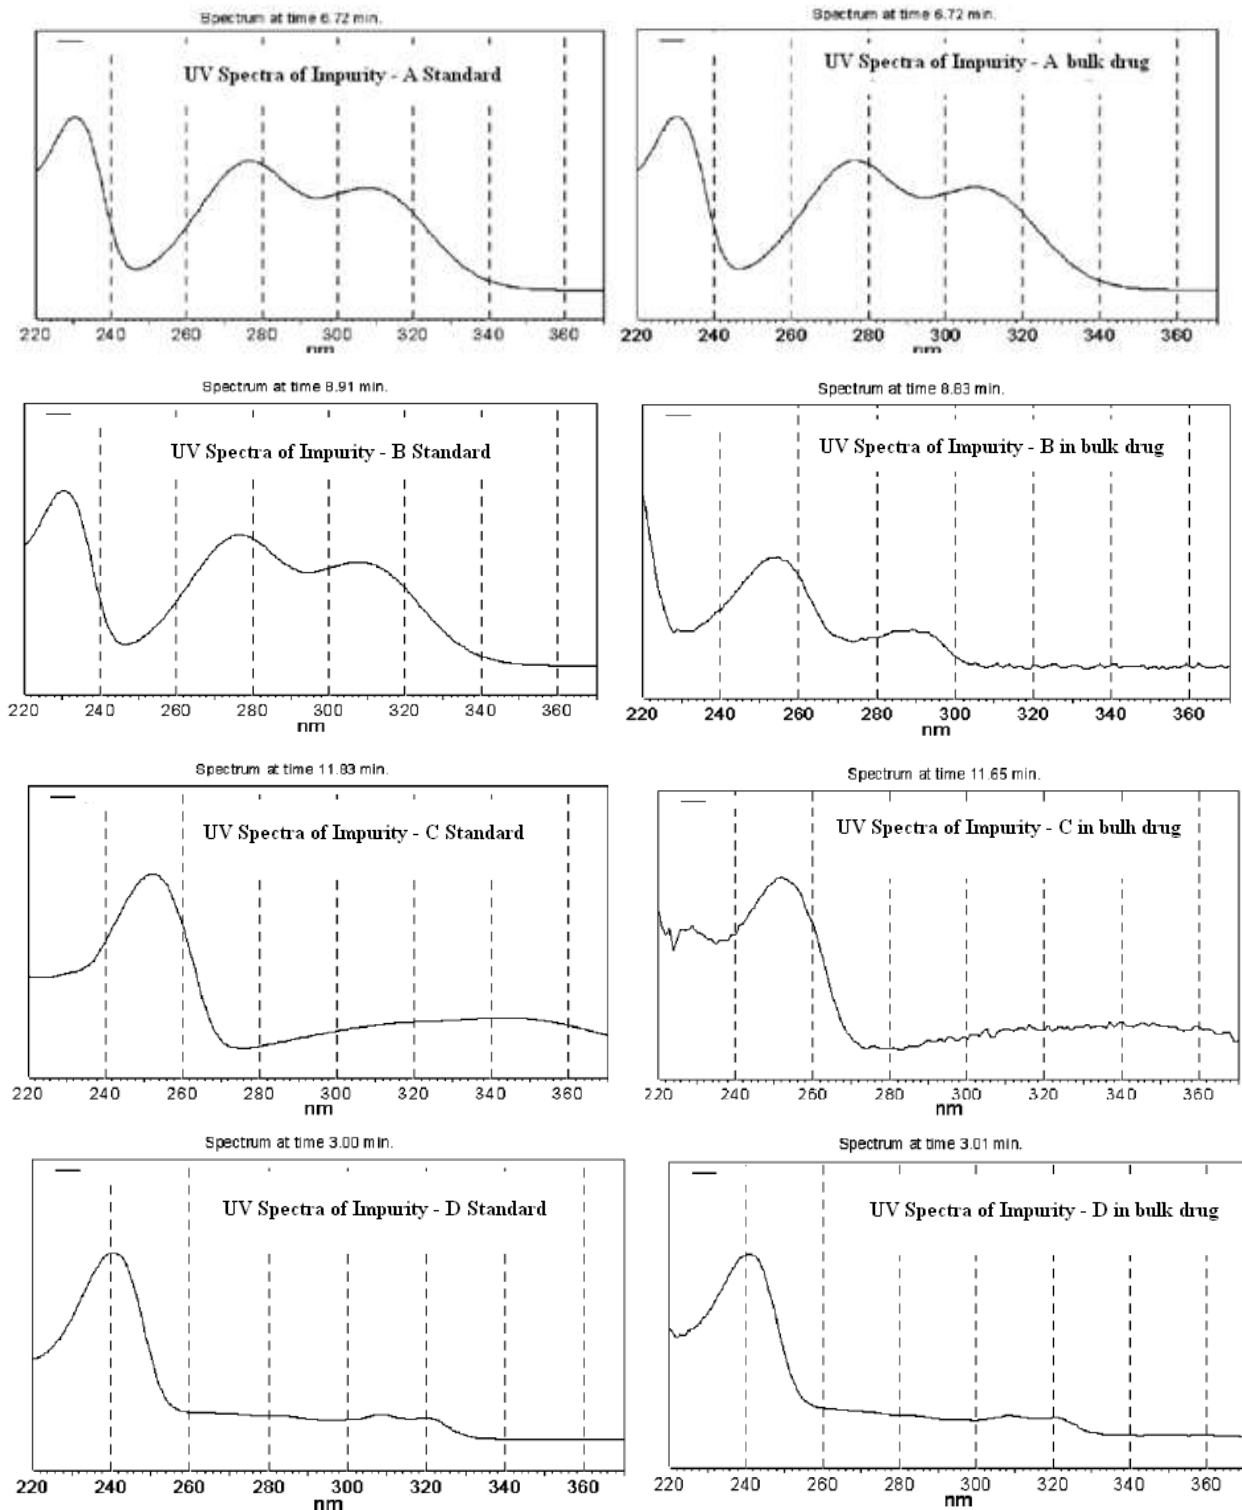 Spectrum at time 6.72 min.
UV Spectra of Impurity - A Standard
220 240 260 280 300 320 340 360
nm
Spectrum at time 6.72 min.
UV Spectra of Impurity - A bulk drug
220 240 260 280 300 320 340 360
nm
Spectrum at time 8.91 min.
UV Spectra of Impurity - B Standard
220 240 260 280 300 320 340 360
nm
Spectrum at time 8.83 min.
UV Spectra of Impurity - B in bulk drug
220 240 260 280 300 320 340 360
nm
Spectrum at time 11.83 min.
UV Spectra of Impurity - C Standard
220 240 260 280 300 320 340 360
nm
Spectrum at time 11.65 min.
UV Spectra of Impurity - C in bulh drug
220 240 260 280 300 320 340 360
nm
Spectrum at time 3.00 min.
UV Spectra of Impurity - D Standard
220 240 260 280 300 320 340 360
nm
Spectrum at time 3.01 min.
UV Spectra of Impurity - D in bulk drug
220 240 260 280 300 320 340 360
nm